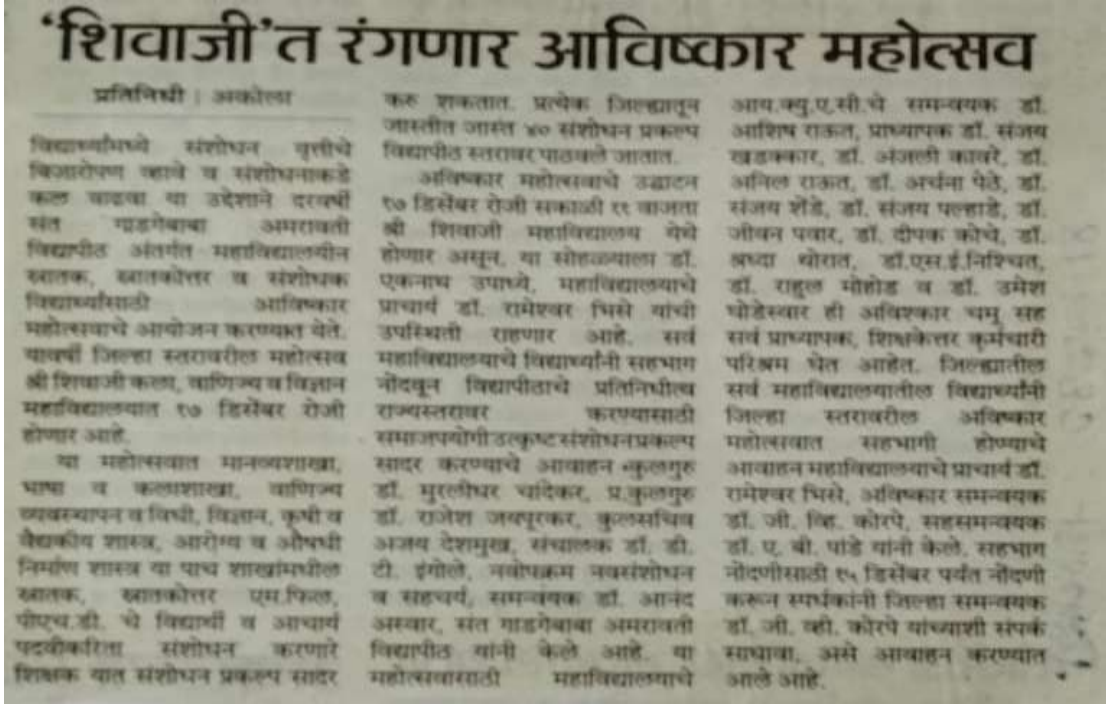 ‘शिवाजी’त रंगणार आविष्कार महोत्सव
प्रतिनिधी | अकोला
विद्यार्थ्यांमध्ये संशोधन वृत्तीचे
बिजारोपण व्हावे व संशोधनाकडे
कल वाढवा या उद्देशाने दरवर्षी
संत गाडगेबाबा अमरावती
विद्यापीठ अंतर्गत महाविद्यालयीन
स्नातक, स्नातकोत्तर व संशोधक
विद्यार्थ्यांसाठी आविष्कार
महोत्सवाचे आयोजन करण्यात येते.
यावर्षी जिल्हा स्तरावरील महोत्सव
श्री शिवाजी कला, वाणिज्य व विज्ञान
महाविद्यालयात १७ डिसेंबर रोजी
होणार आहे.
या महोत्सवात मानव्यशाखा,
भाषा व कलाशाखा, वाणिज्य
व्यवस्थापन व विधी, विज्ञान, कृषी व
वैद्यकीय शास्त्र, आरोग्य व औषधी
निर्माण शास्त्र या पाच शाखांमधील
स्नातक, स्नातकोत्तर एम.फिल,
पीएच.डी. चे विद्यार्थी व आचार्य
पदवीकरिता संशोधन करणारे
शिक्षक यात संशोधन प्रकल्प सादर
करु शकतात. प्रत्येक जिल्ह्यातून
जास्तीत जास्त ४० संशोधन प्रकल्प
विद्यापीठ स्तरावर पाठवले जातात.
अविष्कार महोत्सवाचे उद्घाटन
१७ डिसेंबर रोजी सकाळी ११ वाजता
श्री शिवाजी महाविद्यालय येथे
होणार असून, या सोहळ्याला डॉ.
एकनाथ उपाध्ये, महाविद्यालयाचे
प्राचार्य डॉ. रामेश्वर भिसे यांची
उपस्थिती राहणार आहे. सर्व
महाविद्यालयाचे विद्यार्थ्यांनी सहभाग
नोंदवून विद्यापीठाचे प्रतिनिधीत्व
राज्यस्तरावर करण्यासाठी
समाजपयोगी उत्कृष्ट संशोधन प्रकल्प
सादर करण्याचे आवाहन कुलगुरु
डॉ. मुरलीधर चांदेकर, प्र.कुलगुरु
डॉ. राजेश जयपूरकर, कुलसचिव
अजय देशमुख, संचालक डॉ. डी.
टी. इंगोले, नवोपक्रम नवसंशोधन
व सहचर्य, समन्वयक डॉ. आनंद
अस्वार, संत गाडगेबाबा अमरावती
विद्यापीठ यांनी केले आहे. या
महोत्सवासाठी महाविद्यालयाचे
आय.क्यु.ए.सी.चे समन्वयक डॉ.
आशिष राऊत, प्राध्यापक डॉ. संजय
खडक्कार, डॉ. अंजली कावरे, डॉ.
अनिल राऊत, डॉ. अर्चना पेठे, डॉ.
संजय शेंडे, डॉ. संजय पल्हाडे, डॉ.
जीवन पवार, डॉ. दीपक कोचे, डॉ.
श्रध्दा थोरात, डॉ.एस.ई.निश्चित,
डॉ. राहुल मोहोड व डॉ. उमेश
घोडेस्वार ही अविश्कार चमु सह
सर्व प्राध्यापक, शिक्षकेत्तर कर्मचारी
परिश्रम घेत आहेत. जिल्ह्यातील
सर्व महाविद्यालयातील विद्यार्थ्यांनी
जिल्हा स्तरावरील अविष्कार
महोत्सवात सहभागी होण्याचे
आवाहन महाविद्यालयाचे प्राचार्य डॉ.
रामेश्वर भिसे, अविष्कार समन्वयक
डॉ. जी. व्हि. कोरपे, सहसमन्वयक
डॉ. ए. बी. पांडे यांनी केले. सहभाग
नोंदणीसाठी १५ डिसेंबर पर्यंत नोंदणी
करून स्पर्धकांनी जिल्हा समन्वयक
डॉ. जी. व्ही. कोरपे यांच्याशी संपर्क
साधावा, असे आवाहन करण्यात
आले आहे.